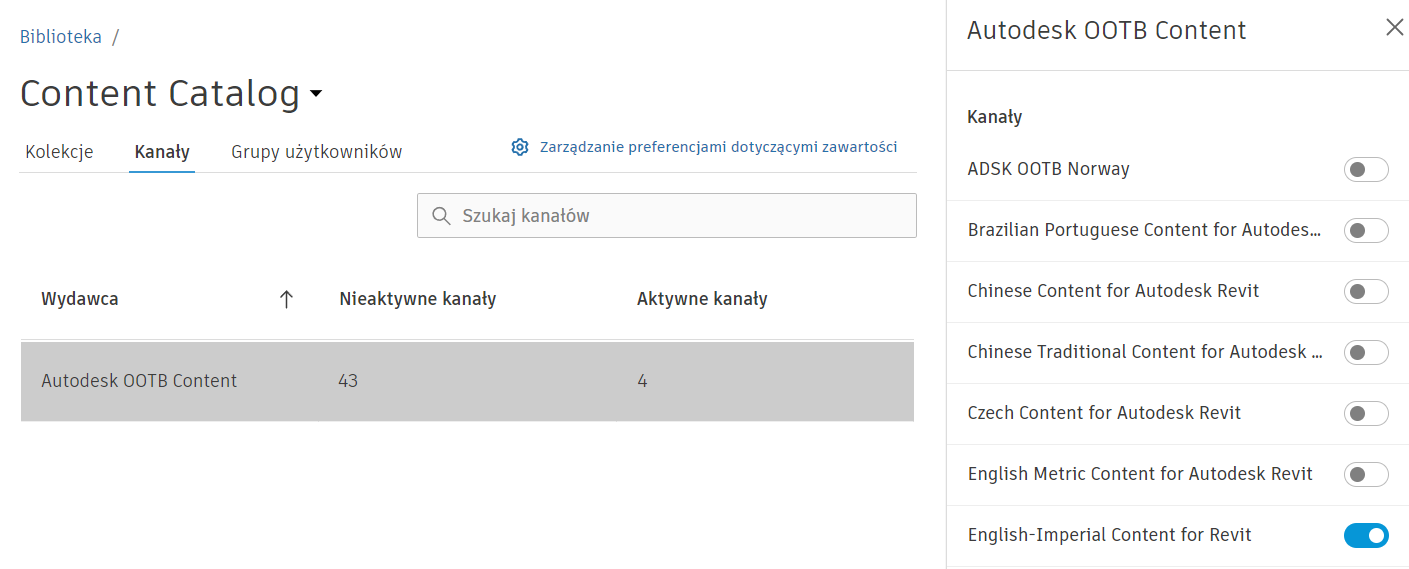 Biblioteka /
Content Catalog
Kolekcje Kanały Grupy użytkowników
Zarządzanie preferencjami dotyczącymi zawartości
Szukaj kanałów
Wydawca Nieaktywne kanały Aktywne kanały
Autodesk OOTB Content 43 4
Autodesk OOTB Content
Kanały
ADSK OOTB Norway
Brazilian Portuguese Content for Autodes...
Chinese Content for Autodesk Revit
Chinese Traditional Content for Autodesk ...
Czech Content for Autodesk Revit
English Metric Content for Autodesk Revit
English-Imperial Content for Revit